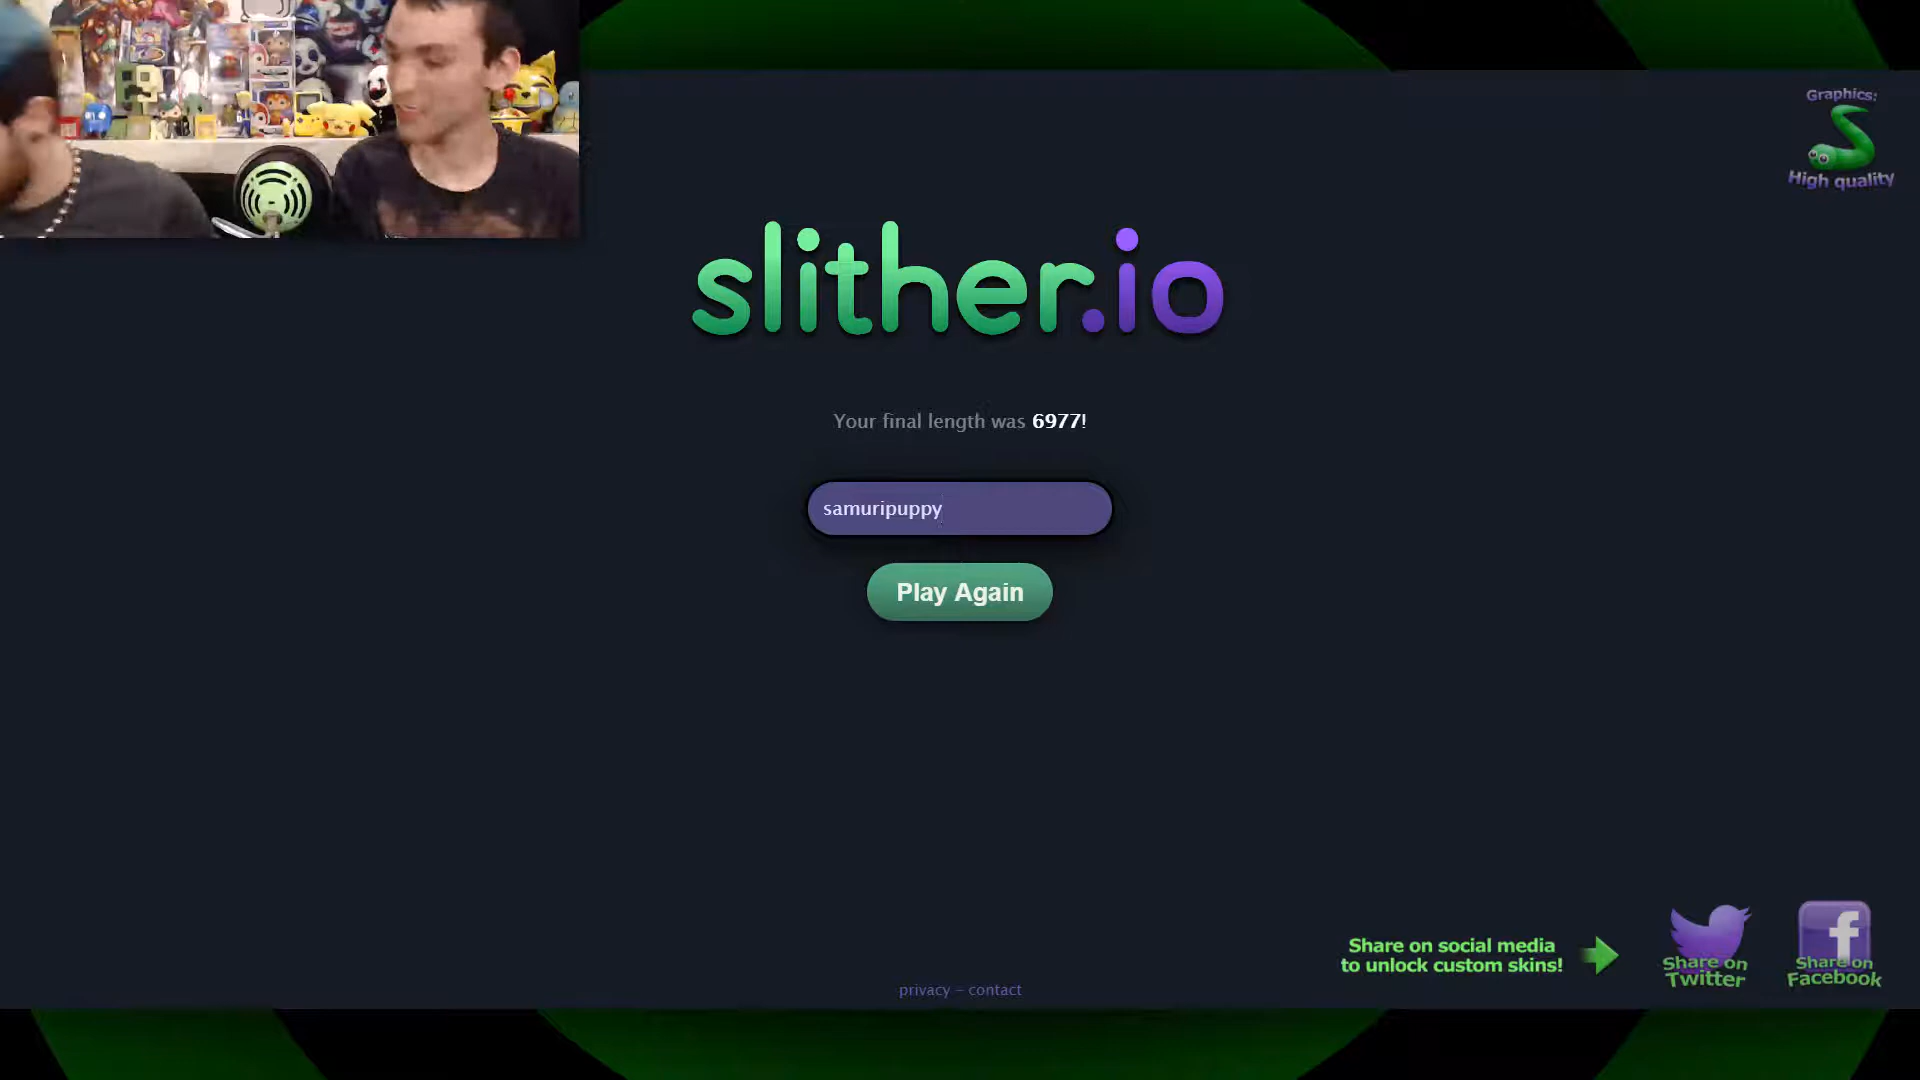 Graphics:
High quality
slither.io
Your final length was 6977!
samuripuppy
Play Again
Share on social media
to unlock custom skins!
Share on
Twitter
Share on
Facebook
privacy - contact